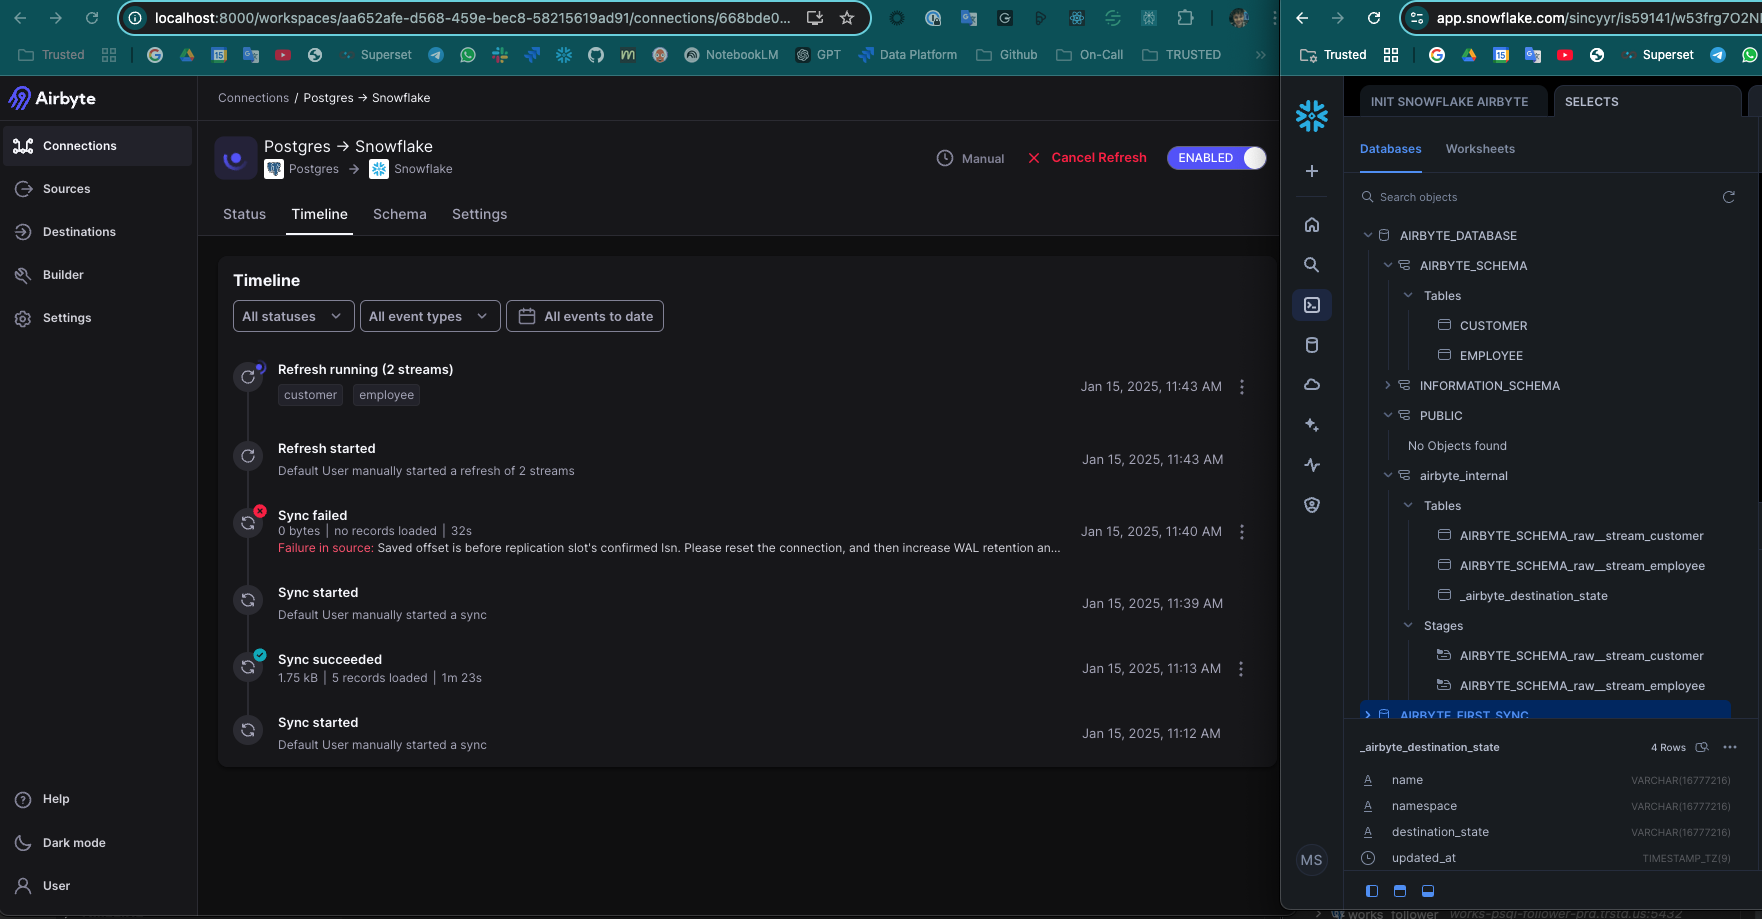 localhost:8000/workspaces/aa652afe-d568-459e-bec8-58215619ad91/connections/668bde0...
Trusted
Superset
NotebookLM
GPT
Data Platform
Github
On-Call
TRUSTED
»
Airbyte
Connections
Sources
Destinations
Builder
Settings
Help
Dark mode
User
Connections / Postgres → Snowflake
Postgres → Snowflake
Postgres → Snowflake
Manual
Cancel Refresh
ENABLED
Status Timeline Schema Settings
Timeline
All statuses
All event types
All events to date
Refresh running (2 streams)
customer employee
Jan 15, 2025, 11:43 AM
Refresh started
Default User manually started a refresh of 2 streams
Jan 15, 2025, 11:43 AM
Sync failed
0 bytes | no records loaded | 32s
Failure in source: Saved offset is before replication slot's confirmed lsn. Please reset the connection, and then increase WAL retention an...
Jan 15, 2025, 11:40 AM
Sync started
Default User manually started a sync
Jan 15, 2025, 11:39 AM
Sync succeeded
1.75 kB | 5 records loaded | 1m 23s
Jan 15, 2025, 11:13 AM
Sync started
Default User manually started a sync
Jan 15, 2025, 11:12 AM
app.snowflake.com/sincyyr/is59141/w53frg7O2N
Trusted
Superset
INIT SNOWFLAKE AIRBYTE
SELECTS
Databases Worksheets
Search objects
AIRBYTE_DATABASE
AIRBYTE_SCHEMA
Tables
CUSTOMER
EMPLOYEE
INFORMATION_SCHEMA
PUBLIC
No Objects found
airbyte_internal
Tables
AIRBYTE_SCHEMA_raw__stream_customer
AIRBYTE_SCHEMA_raw__stream_employee
_airbyte_destination_state
Stages
AIRBYTE_SCHEMA_raw__stream_customer
AIRBYTE_SCHEMA_raw__stream_employee
AIRBYTE_FIRST_SYNC
_airbyte_destination_state 4 Rows
A name VARCHAR(16777216)
A namespace VARCHAR(16777216)
A destination_state VARCHAR(16777216)
updated_at TIMESTAMP_TZ(9)
MS
works_follower works-psql-follower-prd.trstd.us:5432